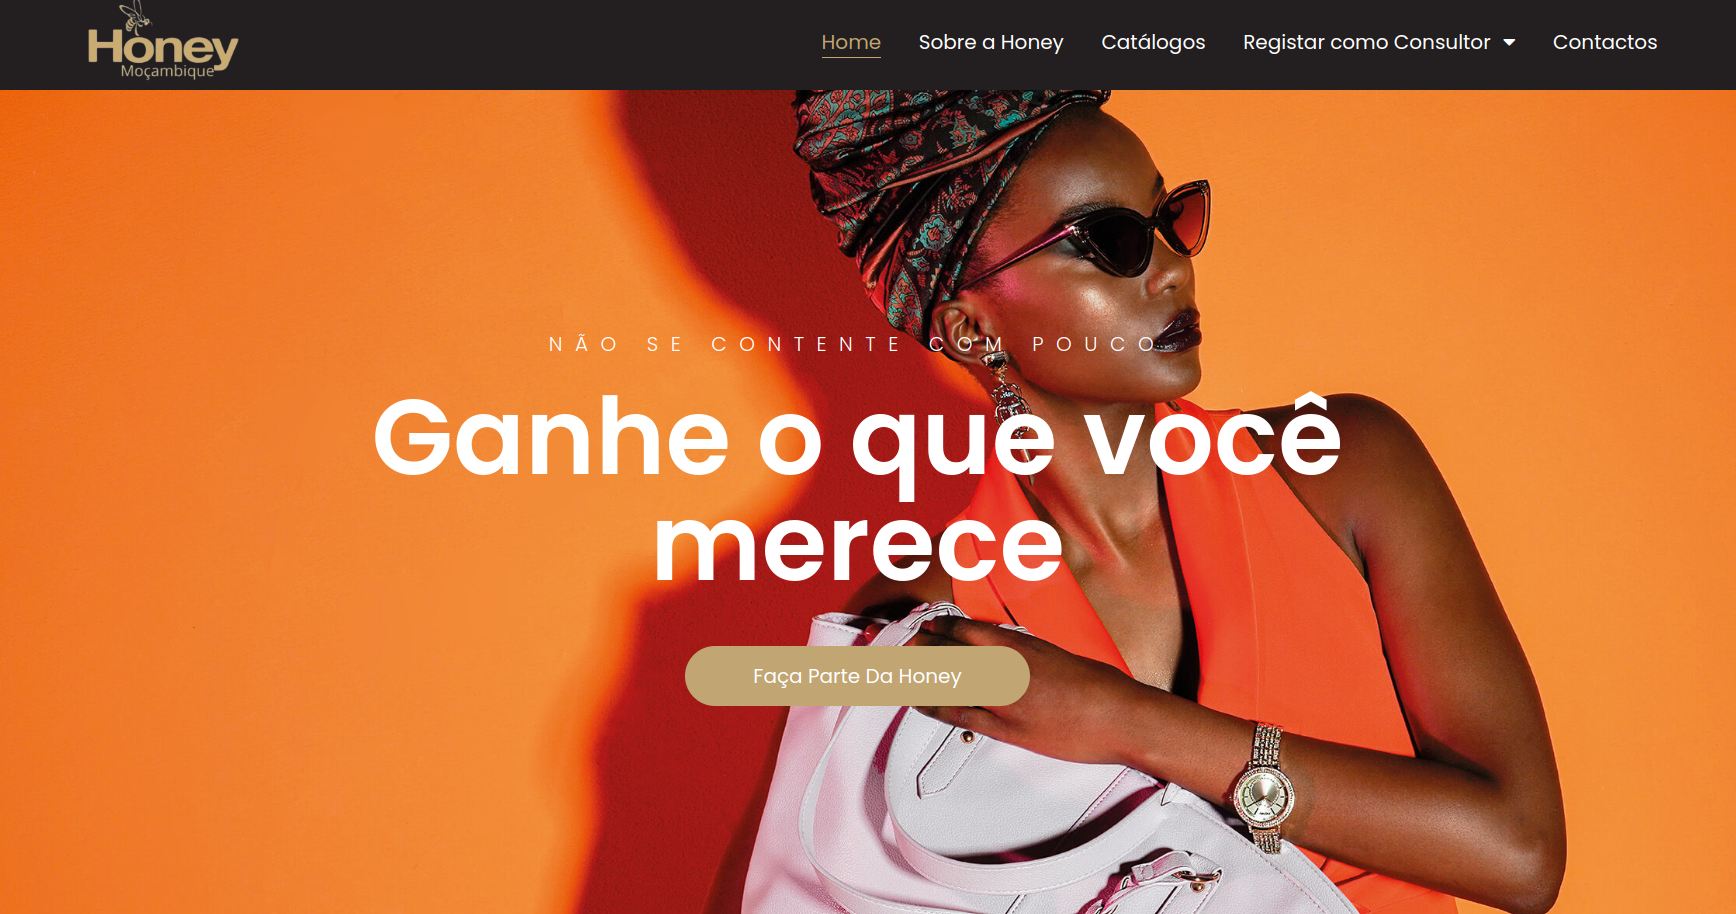 Honey
Moçambique
Home
Sobre a Honey
Catálogos
Registar como Consultor
Contactos
NÃO SE CONTENTE COM POUCO
Ganhe o que você
merece
Faça Parte Da Honey